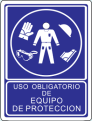 USO OBLIGATORIO
DE
EQUIPO
DE PROTECCION